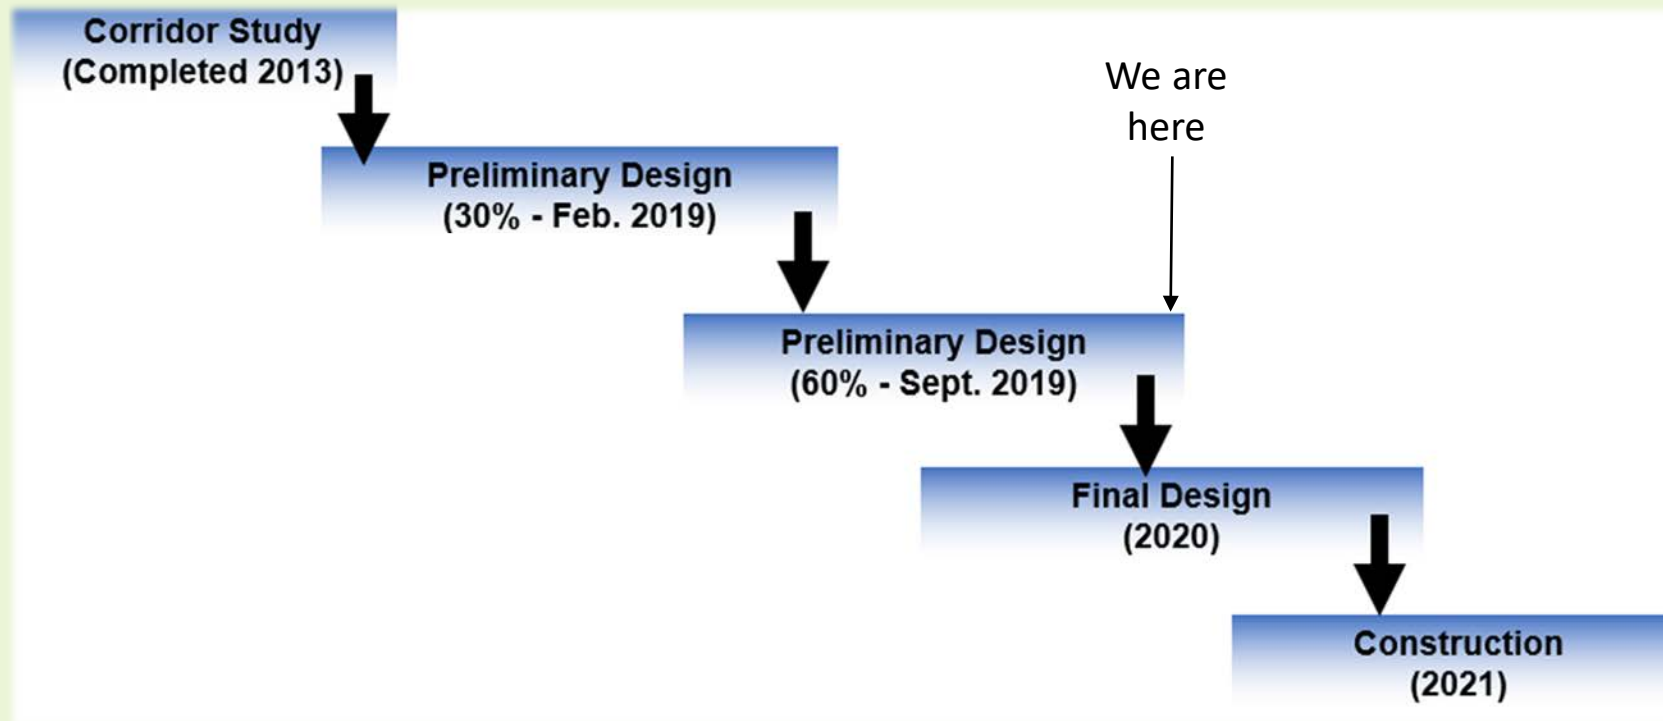 Corridor Study
(Completed 2013)
We are
here
Preliminary Design
(30% - Feb. 2019)
Preliminary Design
(60% - Sept. 2019)
Final Design
(2020)
Construction
(2021)